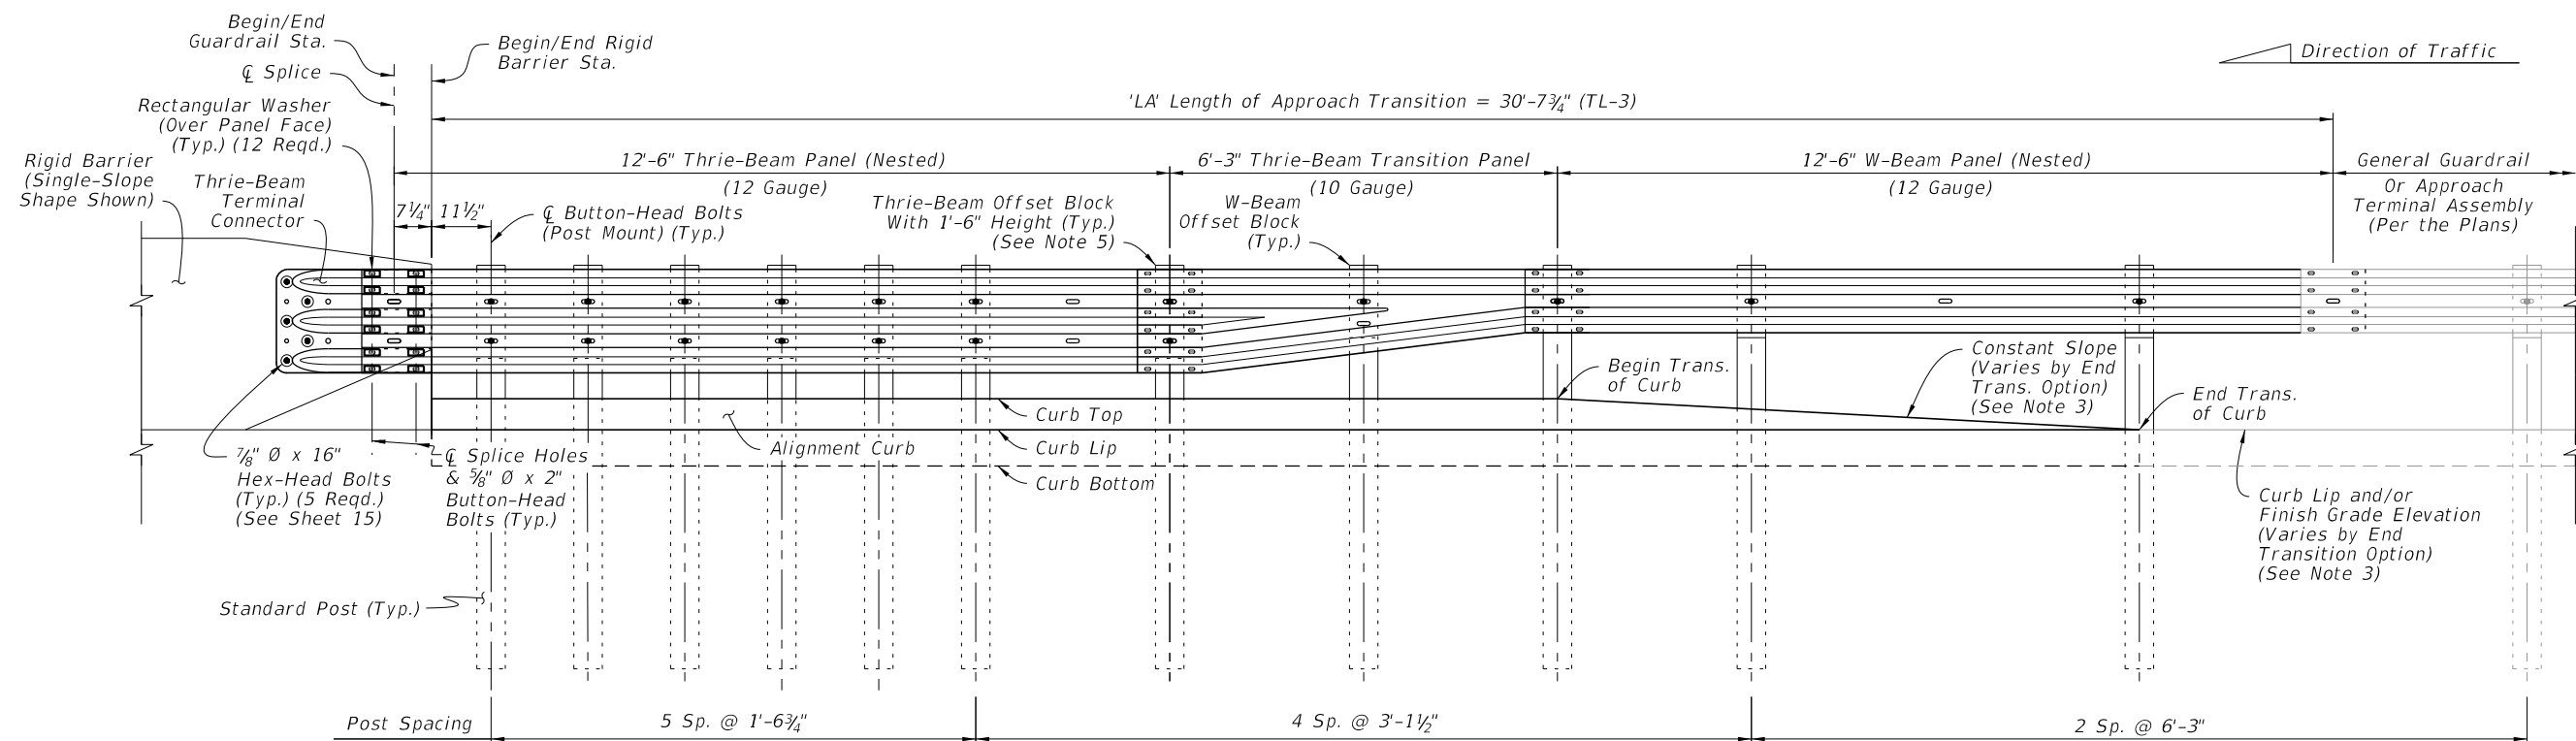 Begin/End
Guardrail Sta.
℄ Splice
Begin/End Rigid
Barrier Sta.
Direction of Traffic
'LA' Length of Approach Transition = 30'-7¾" (TL-3)
Rectangular Washer
(Over Panel Face)
(Typ.) (12 Reqd.)
Rigid Barrier
(Single-Slope
Shape Shown)
Thrie-Beam
Terminal
Connector
12'-6" Thrie-Beam Panel (Nested)
(12 Gauge)
6'-3" Thrie-Beam Transition Panel
(10 Gauge)
12'-6" W-Beam Panel (Nested)
(12 Gauge)
General Guardrail
Or Approach
Terminal Assembly
(Per the Plans)
7¼"
11½"
℄ Button-Head Bolts
(Post Mount) (Typ.)
Thrie-Beam Offset Block
With 1'-6" Height (Typ.)
(See Note 5)
W-Beam
Offset Block
(Typ.)
Begin Trans.
of Curb
Constant Slope
(Varies by End
Trans. Option)
(See Note 3)
End Trans.
of Curb
Curb Top
Alignment Curb
Curb Lip
Curb Bottom
⅞" Ø x 16"
Hex-Head Bolts
(Typ.) (5 Reqd.)
(See Sheet 15)
℄ Splice Holes
& ⅝" Ø x 2"
Button-Head
Bolts (Typ.)
Curb Lip and/or
Finish Grade Elevation
(Varies by End
Transition Option)
(See Note 3)
Standard Post (Typ.)
Post Spacing
5 Sp. @ 1'-6¾"
4 Sp. @ 3'-1½"
2 Sp. @ 6'-3"